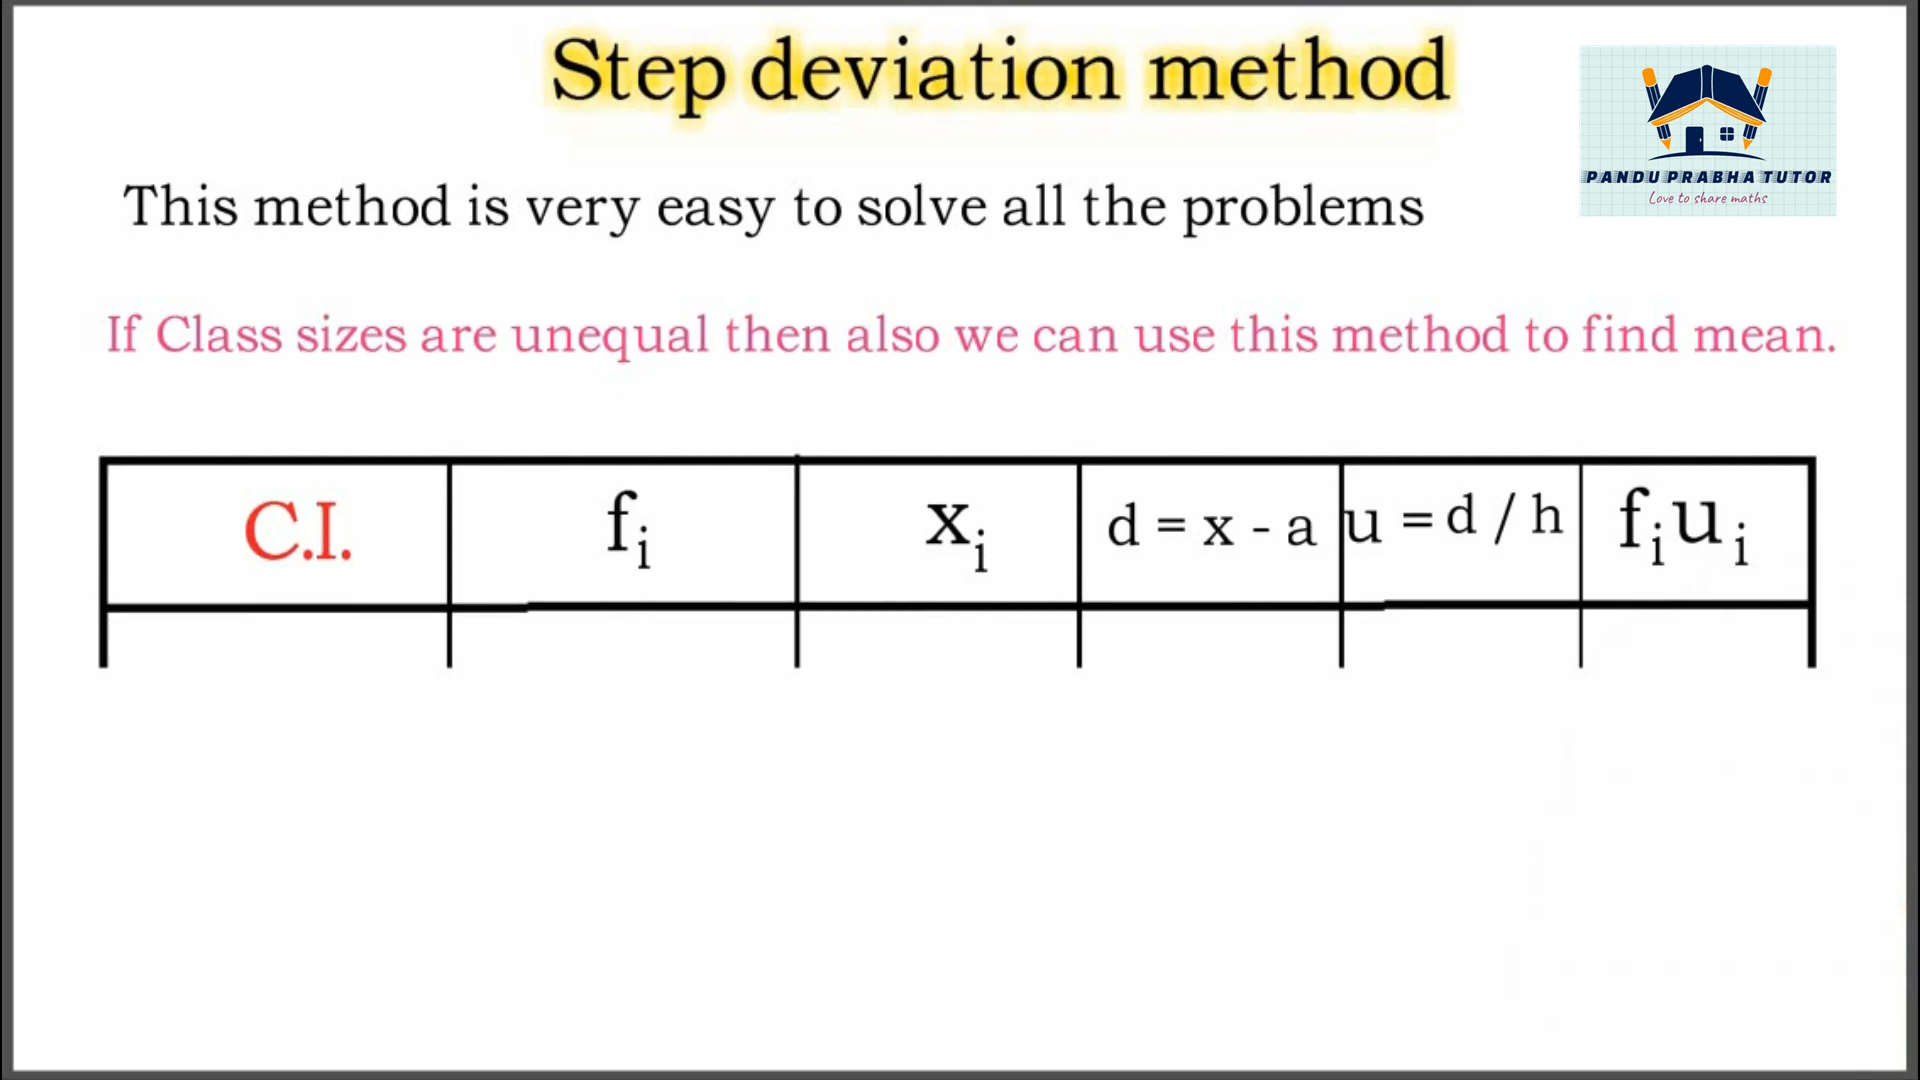 Step deviation method
PANDU PRABHA TUTOR
Love to share maths
This method is very easy to solve all the problems
If Class sizes are unequal then also we can use this method to find mean.
C.I. fᵢ xᵢ d = x - a u = d / h fᵢuᵢ